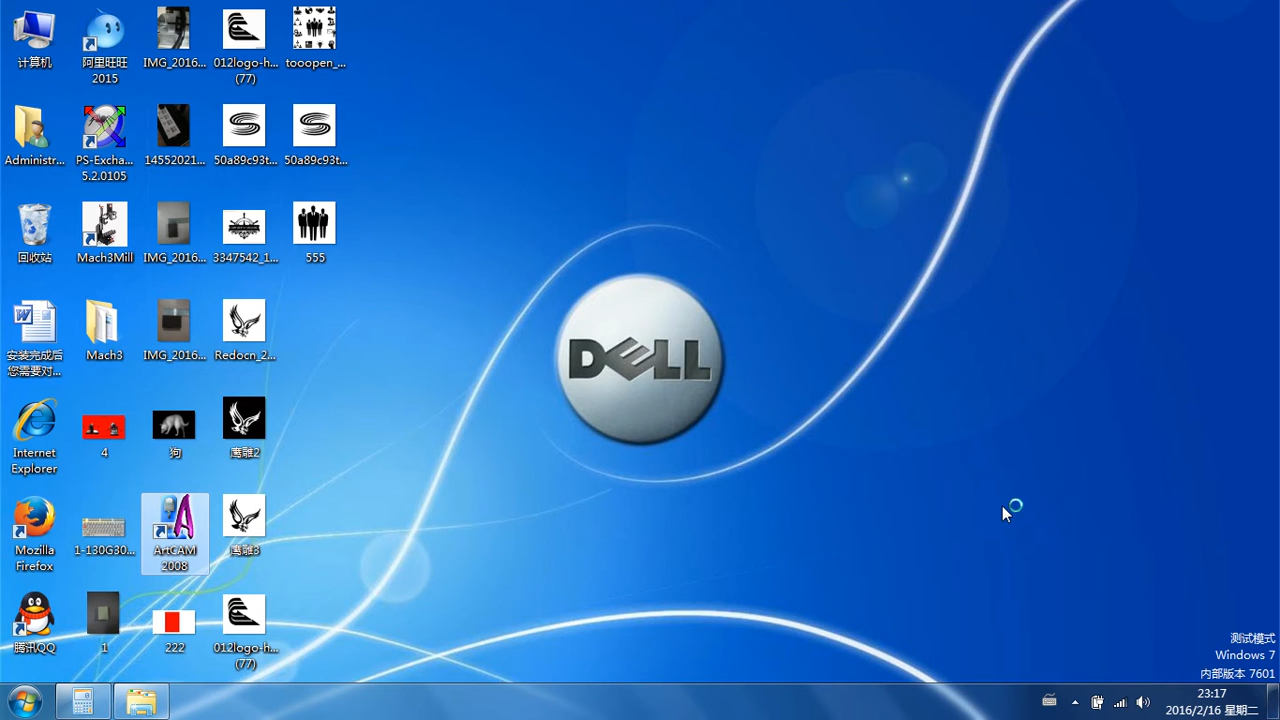 计算机
阿里旺旺
2015
IMG_2016...
012logo-h...
(77)
tooopen_...
Administr...
PS-Excha...
5.2.0105
14552021...
50a89c93t...
50a89c93t...
回收站
Mach3Mill
IMG_2016...
3347542_1...
555
安装完成后
您需要对...
Mach3
IMG_2016...
Redocn_2...
Internet
Explorer
4
狗
鹰雕2
Mozilla
Firefox
1-130G30...
ArtCAM
2008
鹰雕3
腾讯QQ
1
222
012logo-h...
(77)
DELL
测试模式
Windows 7
内部版本 7601
23:17
2016/2/16 星期二